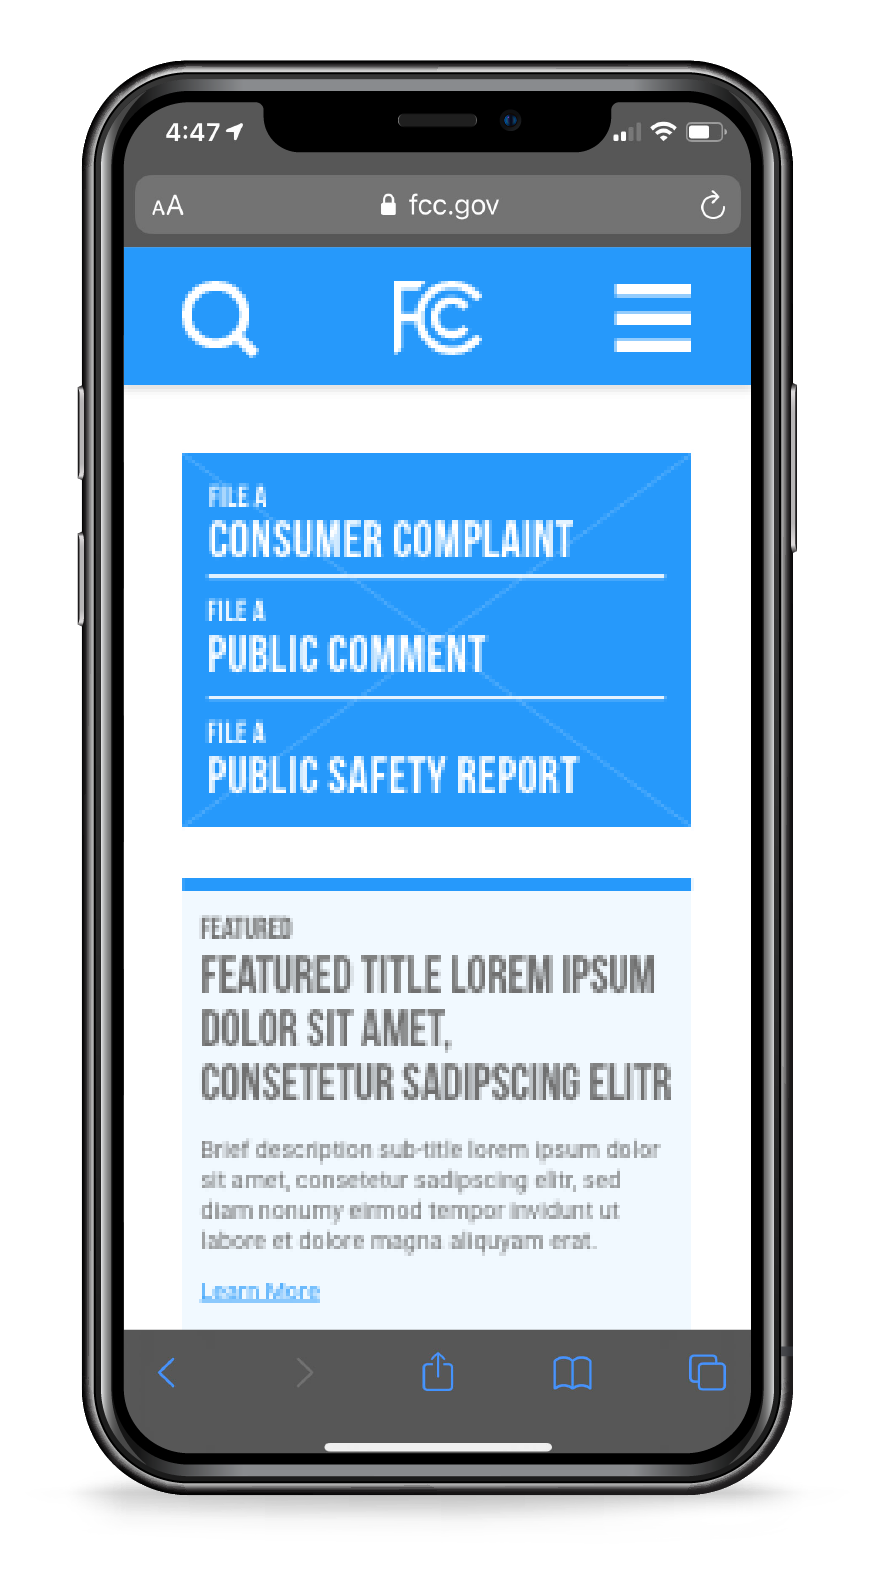 4:47
AA
fcc.gov
FCC
FILE A
CONSUMER COMPLAINT
FILE A
PUBLIC COMMENT
FILE A
PUBLIC SAFETY REPORT
FEATURED
FEATURED TITLE LOREM IPSUM
DOLOR SIT AMET,
CONSETETUR SADIPSCING ELITR
Brief description sub-title lorem ipsum dolor
sit amet, consetetur sadipscing elitr, sed
diam nonumy eirmod tempor invidunt ut
labore et dolore magna aliquyam erat.
Learn More